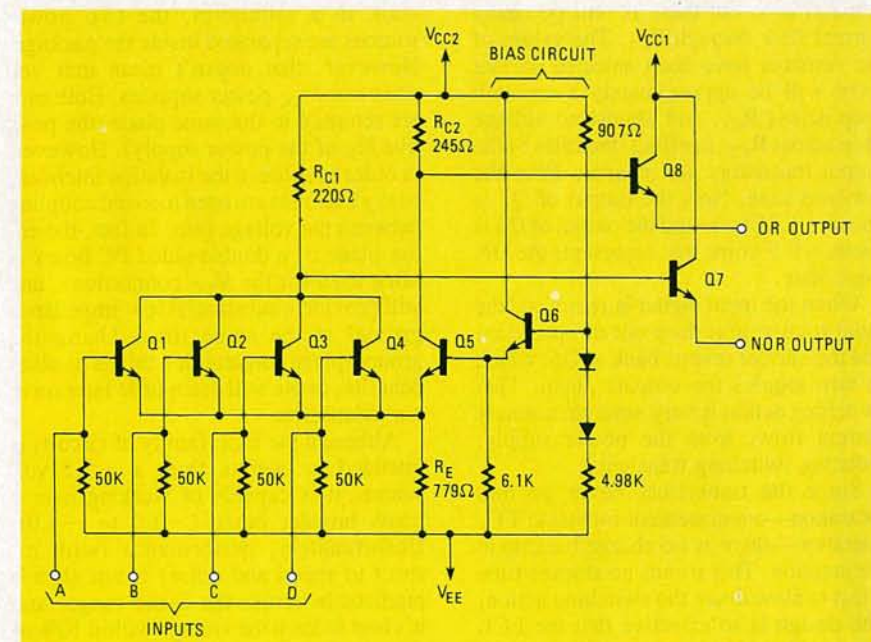 VCC2
BIAS CIRCUIT
VCC1
RC2
245Ω
907Ω
RC1
220Ω
Q8
OR OUTPUT
Q7
NOR OUTPUT
Q1
Q2
Q3
Q4
Q5
Q6
50K
50K
50K
50K
RE
779Ω
6.1K
4.98K
VEE
A
B
C
D
INPUTS